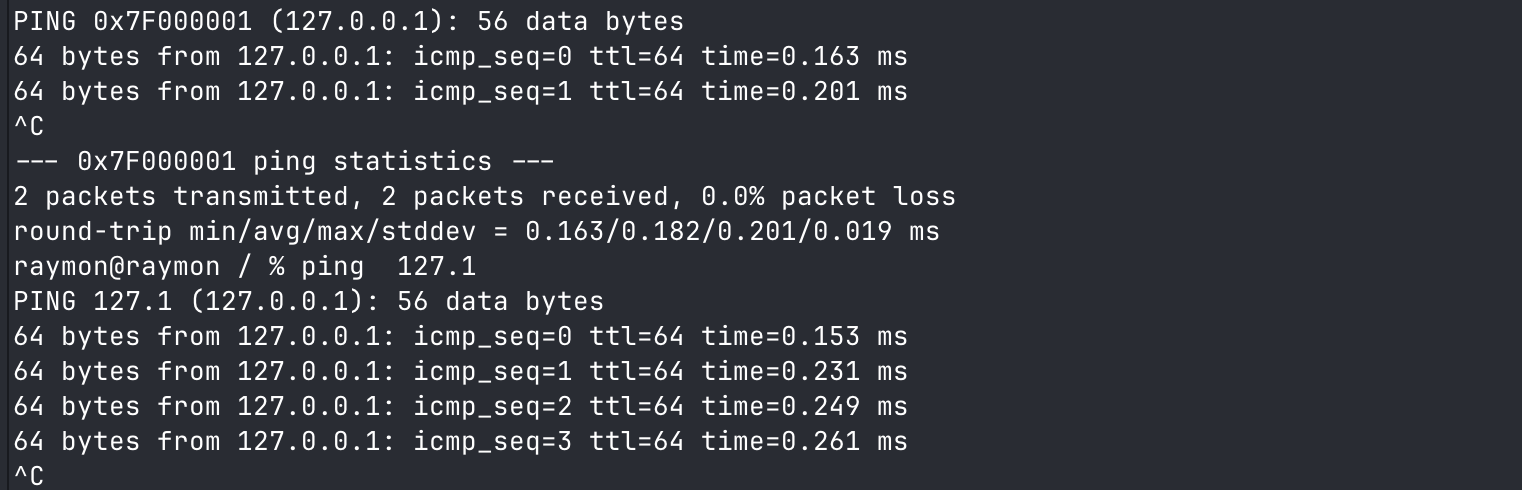 PING 0x7F000001 (127.0.0.1): 56 data bytes
64 bytes from 127.0.0.1: icmp_seq=0 ttl=64 time=0.163 ms
64 bytes from 127.0.0.1: icmp_seq=1 ttl=64 time=0.201 ms
^C
--- 0x7F000001 ping statistics ---
2 packets transmitted, 2 packets received, 0.0% packet loss
round-trip min/avg/max/stddev = 0.163/0.182/0.201/0.019 ms
raymon@raymon / % ping  127.1
PING 127.1 (127.0.0.1): 56 data bytes
64 bytes from 127.0.0.1: icmp_seq=0 ttl=64 time=0.153 ms
64 bytes from 127.0.0.1: icmp_seq=1 ttl=64 time=0.231 ms
64 bytes from 127.0.0.1: icmp_seq=2 ttl=64 time=0.249 ms
64 bytes from 127.0.0.1: icmp_seq=3 ttl=64 time=0.261 ms
^C